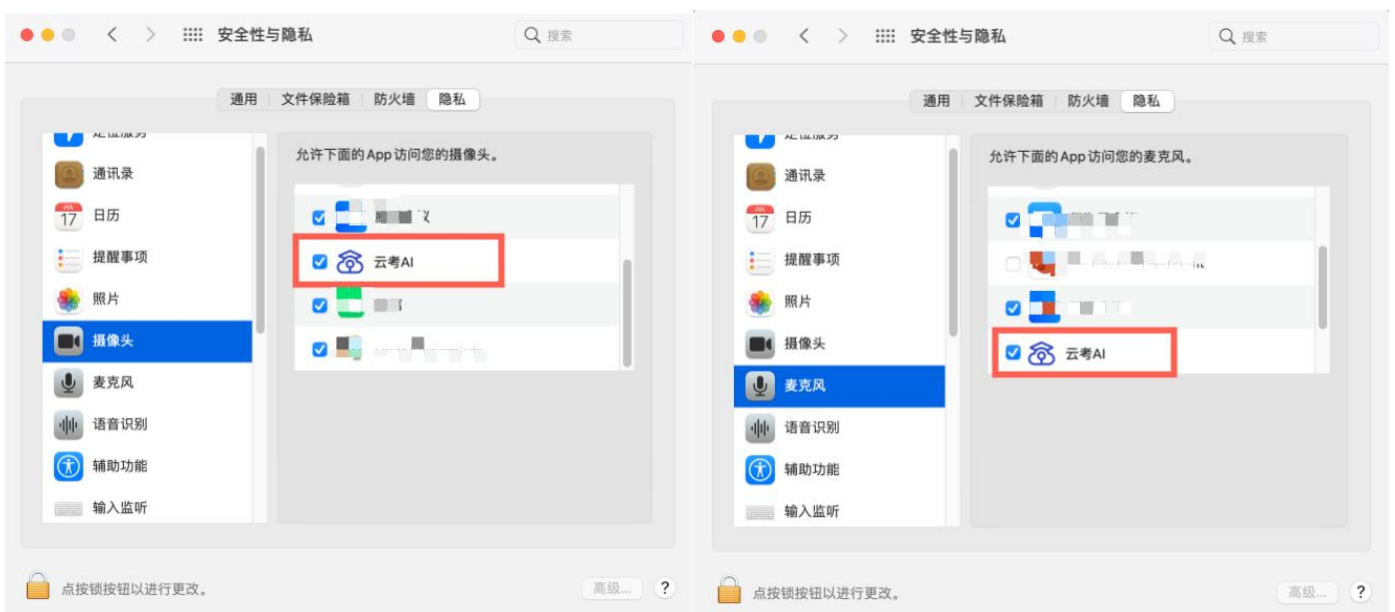 安全性与隐私
搜索
通用 文件保险箱 防火墙 隐私
通讯录
日历
提醒事项
照片
摄像头
麦克风
语音识别
辅助功能
输入监听
允许下面的App访问您的摄像头。
云考AI
点按锁按钮以进行更改。
高级...
?
安全性与隐私
搜索
通用 文件保险箱 防火墙 隐私
通讯录
日历
提醒事项
照片
摄像头
麦克风
语音识别
辅助功能
输入监听
允许下面的App访问您的麦克风。
云考AI
点按锁按钮以进行更改。
高级...
?